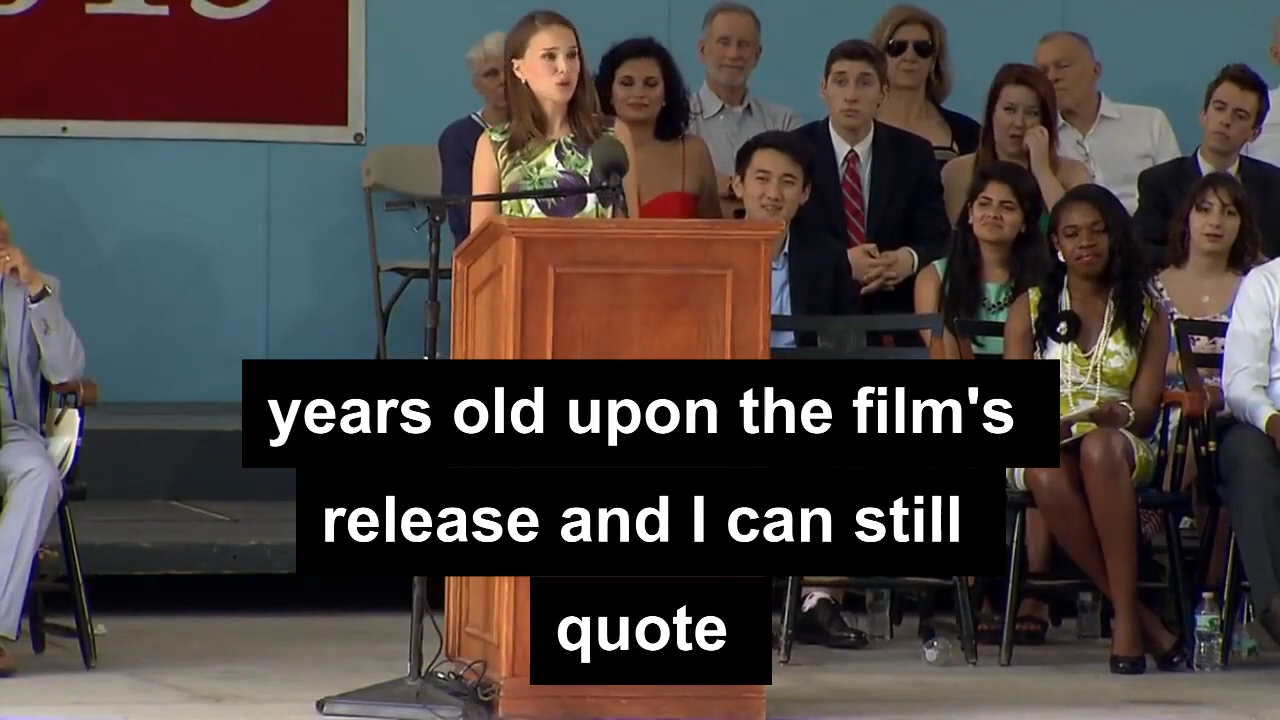 years old upon the film's
release and I can still
quote